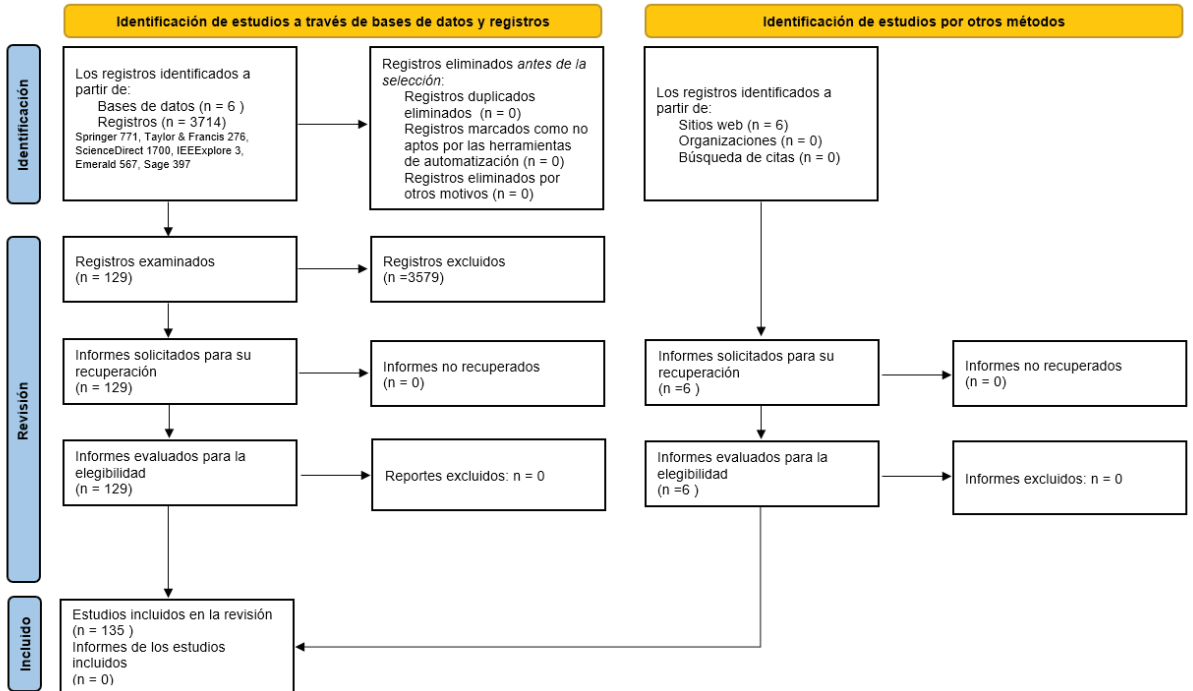 Identificación de estudios a través de bases de datos y registros
Identificación de estudios por otros métodos
Identificación
Los registros identificados a
partir de:
Bases de datos (n = 6 )
Registros (n = 3714)
Springer 771, Taylor & Francis 276,
ScienceDirect 1700, IEEExplore 3,
Emerald 567, Sage 397
Registros eliminados antes de la
selección:
Registros duplicados
eliminados (n = 0)
Registros marcados como no
aptos por las herramientas
de automatización (n = 0)
Registros eliminados por
otros motivos (n = 0)
Los registros identificados a
partir de:
Sitios web (n = 6)
Organizaciones (n = 0)
Búsqueda de citas (n = 0)
Revisión
Registros examinados
(n = 129)
Registros excluidos
(n =3579)
Informes solicitados para su
recuperación
(n = 129)
Informes no recuperados
(n = 0)
Informes solicitados para su
recuperación
(n =6 )
Informes no recuperados
(n = 0)
Informes evaluados para la
elegibilidad
(n = 129)
Reportes excluidos: n = 0
Informes evaluados para la
elegibilidad
(n =6 )
Informes excluidos: n = 0
Incluido
Estudios incluidos en la revisión
(n = 135 )
Informes de los estudios
incluidos
(n = 0)